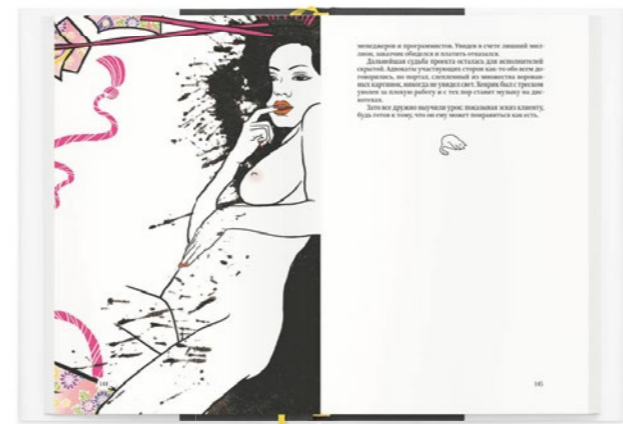 144
менеджеров и программистов. Увидев в счете лишний мил-
лион, заказчик обиделся и платить отказался.
Дальнейшая судьба проекта осталась для исполнителей
скрытой. Адвокаты участвующих сторон как-то обо всем до-
говорились, но портал, слепленный из множества ворован-
ных картинок, никогда не увидел свет. Хенрик был с треском
уволен за плохую работу и с тех пор ставит музыку на дис-
котеках.
Зато все дружно выучили урок: показывая эскиз клиенту,
будь готов к тому, что он ему может понравиться как есть.
145